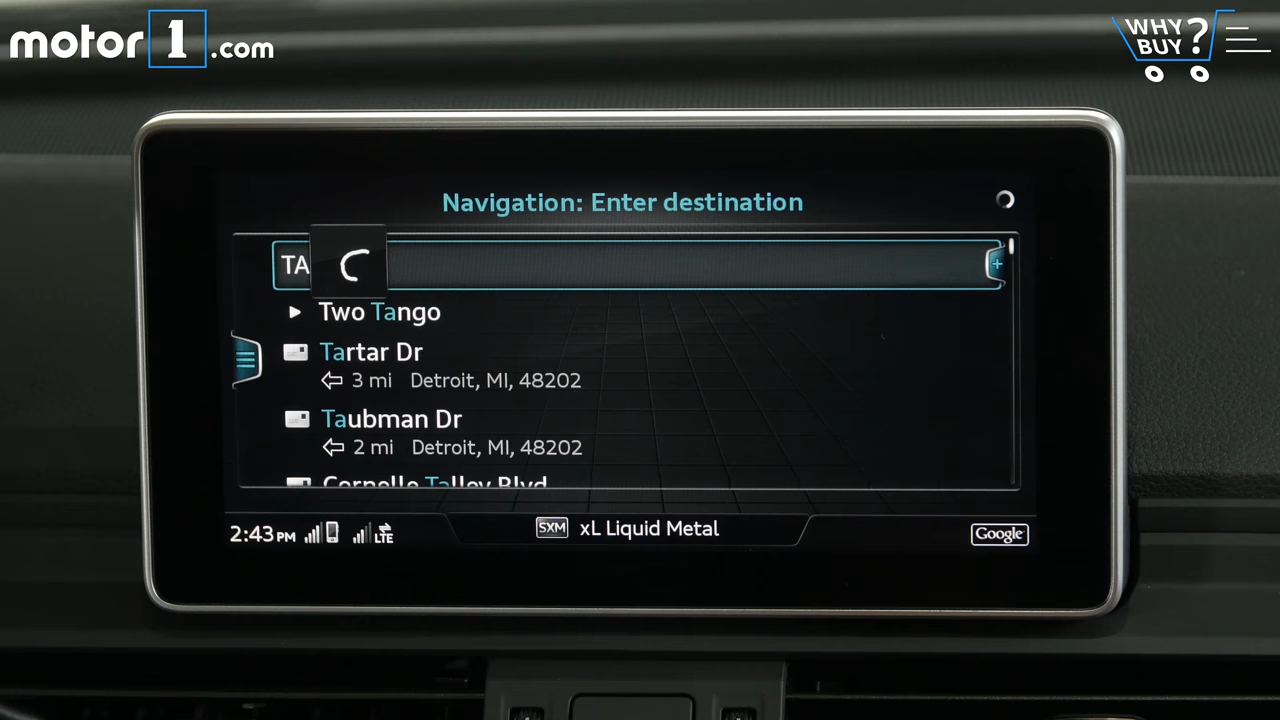 motor1.com
WHY
BUY?
Navigation: Enter destination
TA C
Two Tango
Tartar Dr
3 mi Detroit, MI, 48202
Taubman Dr
2 mi Detroit, MI, 48202
Cornelle Talley Blvd
2:43 PM LTE
SXM xL Liquid Metal
Google